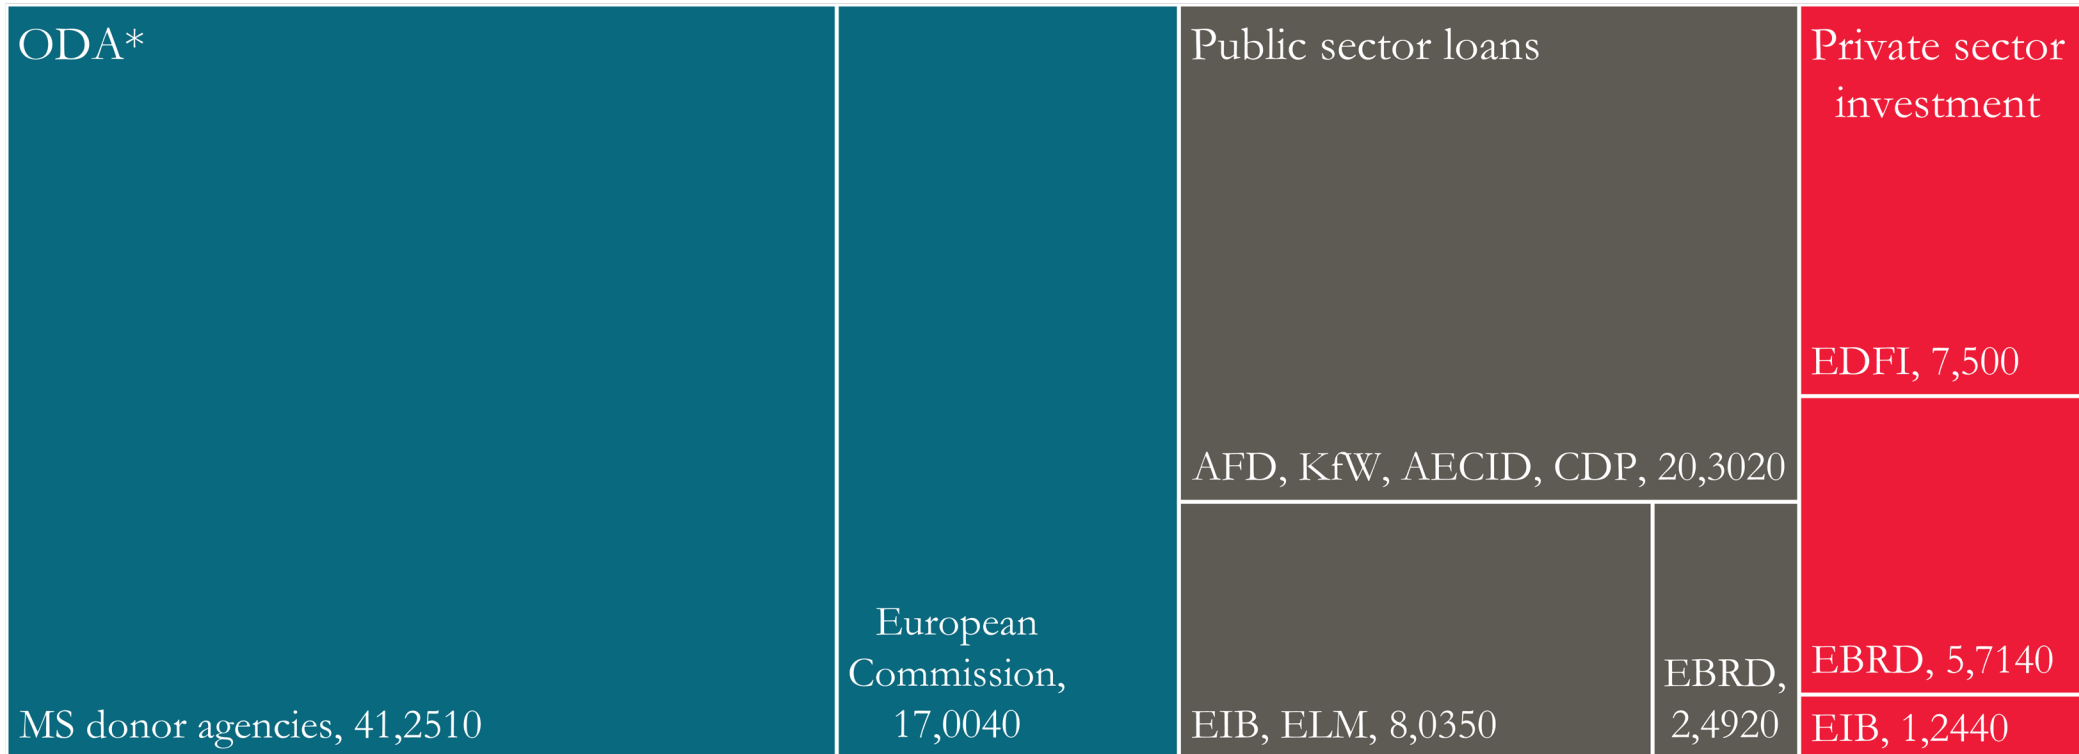 ODA*
MS donor agencies, 41,2510
European
Commission,
17,0040
Public sector loans
AFD, KfW, AECID, CDP, 20,3020
EIB, ELM, 8,0350
EBRD,
2,4920
Private sector
investment
EDFI, 7,500
EBRD, 5,7140
EIB, 1,2440